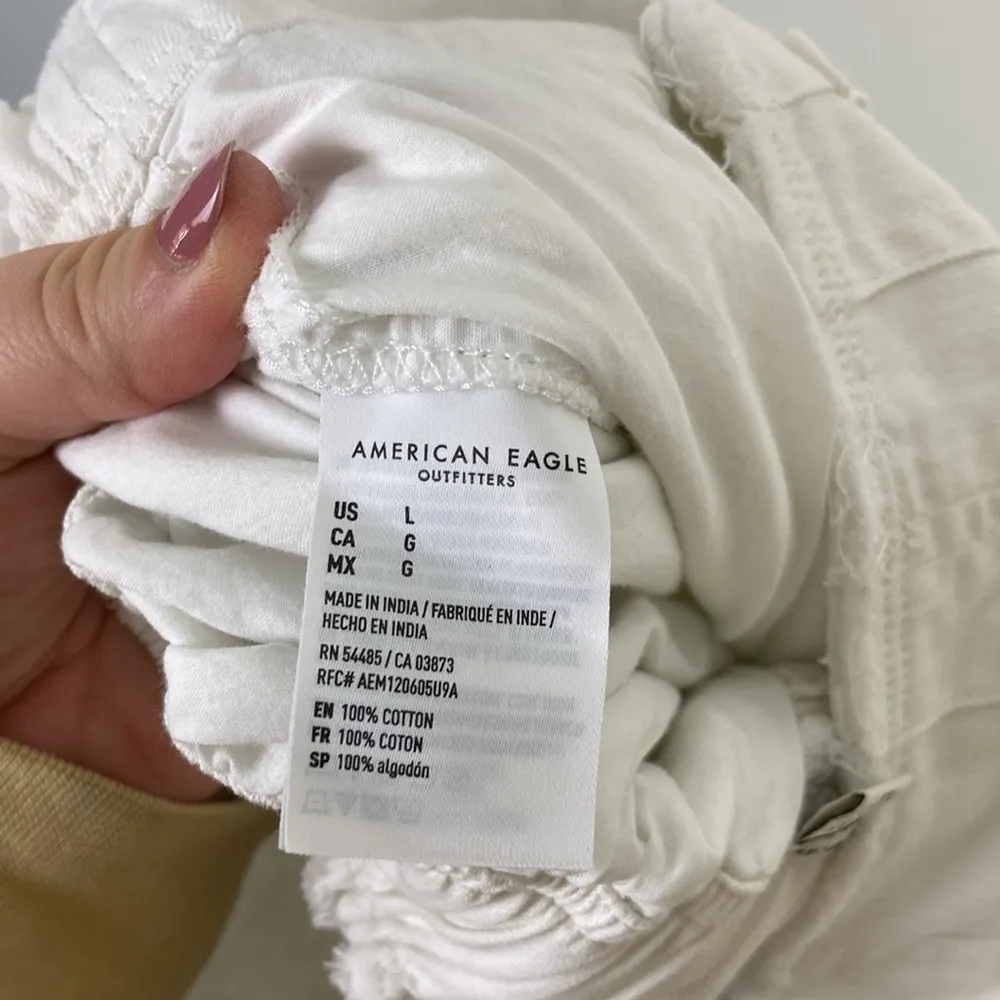 AMERICAN EAGLE
OUTFITTERS
US L
CA G
MX G
MADE IN INDIA / FABRIQUÉ EN INDE /
HECHO EN INDIA
RN 54485 / CA 03873
RFC# AEM120605U9A
EN 100% COTTON
FR 100% COTON
SP 100% algodón